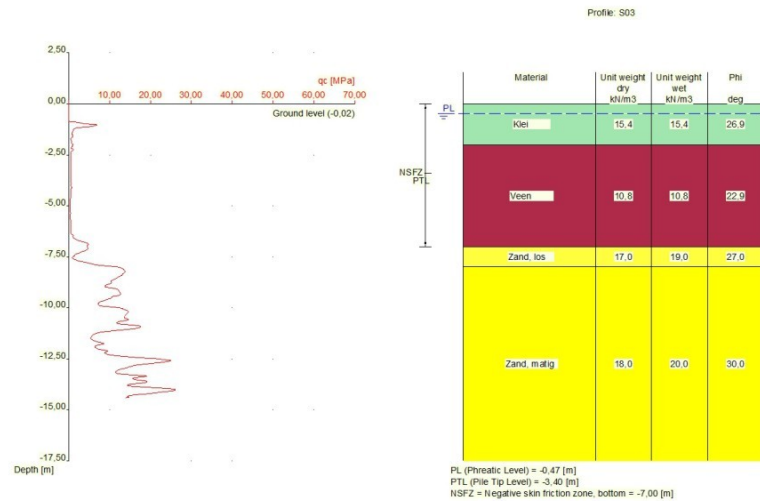 Profile: S03
2,50
qc [MPa]
10,00 20,00 30,00 40,00 50,00 60,00 70,00
0,00
Ground level (-0,02)
-2,50
-5,00
-7,50
-10,00
-12,50
-15,00
-17,50
Depth [m]
Material Unit weight dry kN/m3 Unit weight wet kN/m3 Phi deg
PL
Klei 15,4 15,4 26,9
NSFZ
PTL
Veen 10,8 10,8 22,9
Zand, los 17,0 19,0 27,0
Zand, matig 18,0 20,0 30,0
PL (Phreatic Level) = -0,47 [m]
PTL (Pile Tip Level) = -3,40 [m]
NSFZ = Negative skin friction zone, bottom = -7,00 [m]